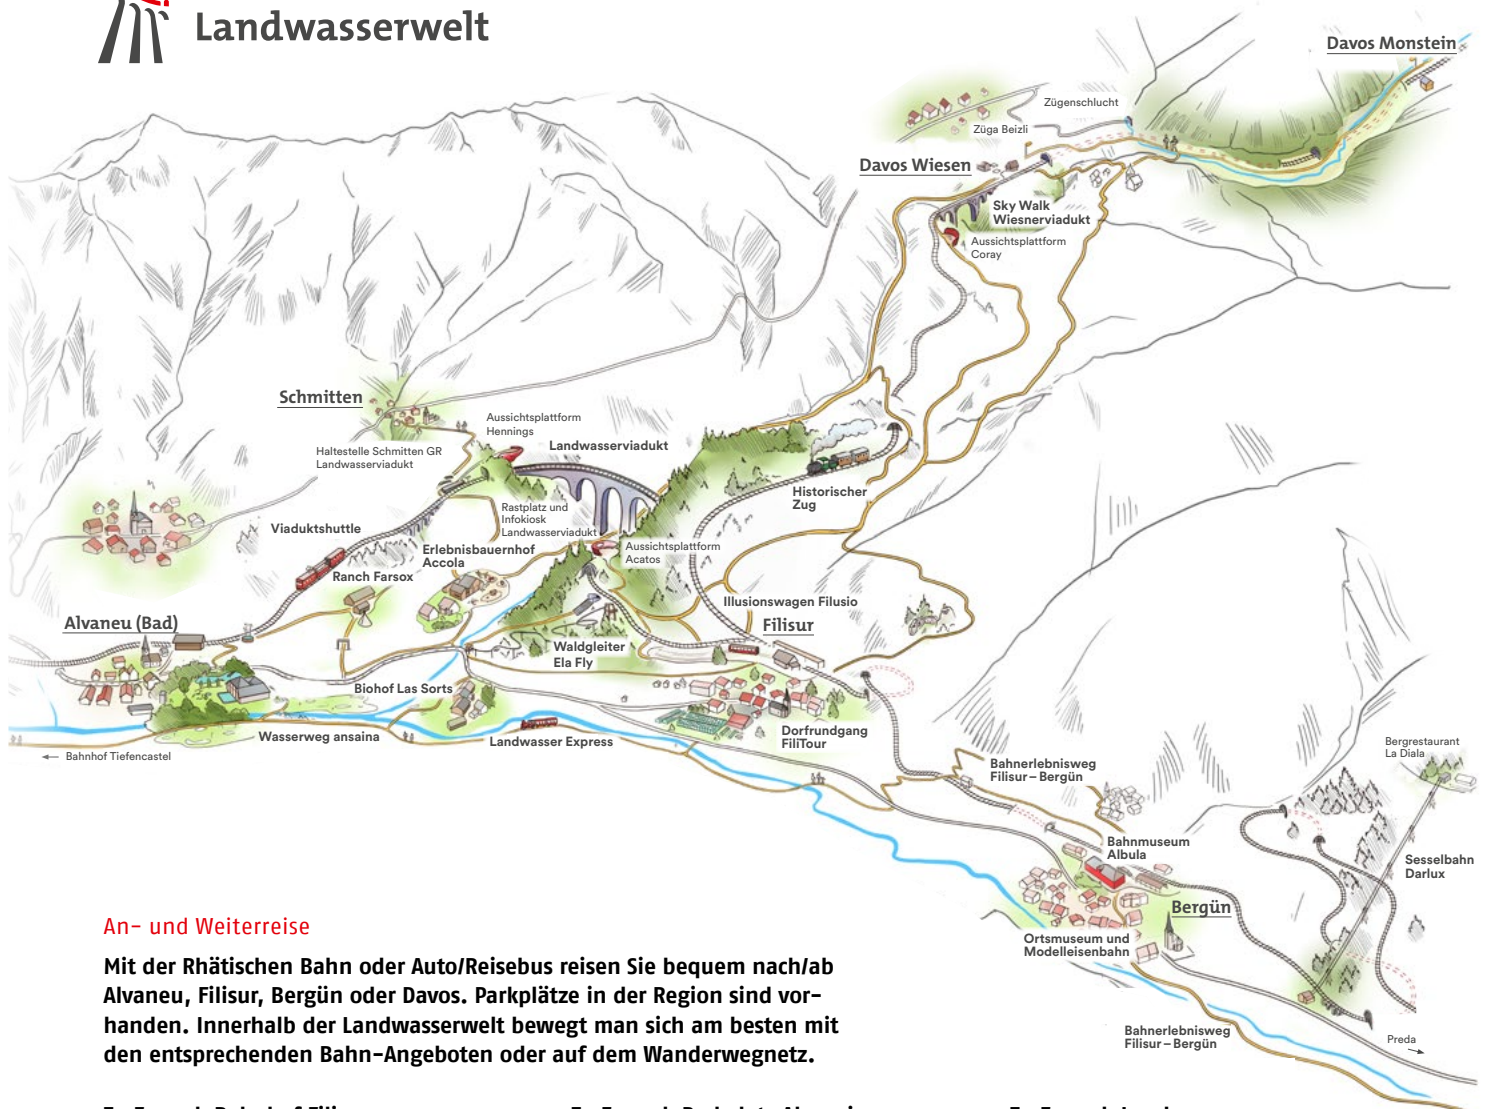 Landwasserwelt
Davos Monstein
Zügenschlucht
Züga Beizli
Davos Wiesen
Sky Walk
Wiesnerviadukt
Aussichtsplattform
Coray
Schmitten
Aussichtsplattform
Hennings
Landwasserviadukt
Haltestelle Schmitten GR
Landwasserviadukt
Historischer
Zug
Rastplatz und
Infokiosk
Landwasserviadukt
Viaduktshuttle
Erlebnisbauernhof
Accola
Aussichtsplattform
Acatos
Ranch Farsox
Illusionswagen Filusio
Filisur
Alvaneu (Bad)
Waldgleiter
Ela Fly
Biohof Las Sorts
Wasserweg ansaina
Landwasser Express
Dorfrundgang
FiliTour
← Bahnhof Tiefencastel
Bahnerlebnisweg
Filisur – Bergün
Bergrestaurant
La Diala
Bahnmuseum
Albula
Sesselbahn
Darlux
Bergün
Ortsmuseum und
Modelleisenbahn
Bahnerlebnisweg
Filisur – Bergün
Preda
An- und Weiterreise
Mit der Rhätischen Bahn oder Auto/Reisebus reisen Sie bequem nach/ab
Alvaneu, Filisur, Bergün oder Davos. Parkplätze in der Region sind vor-
handen. Innerhalb der Landwasserwelt bewegt man sich am besten mit
den entsprechenden Bahn-Angeboten oder auf dem Wanderwegnetz.